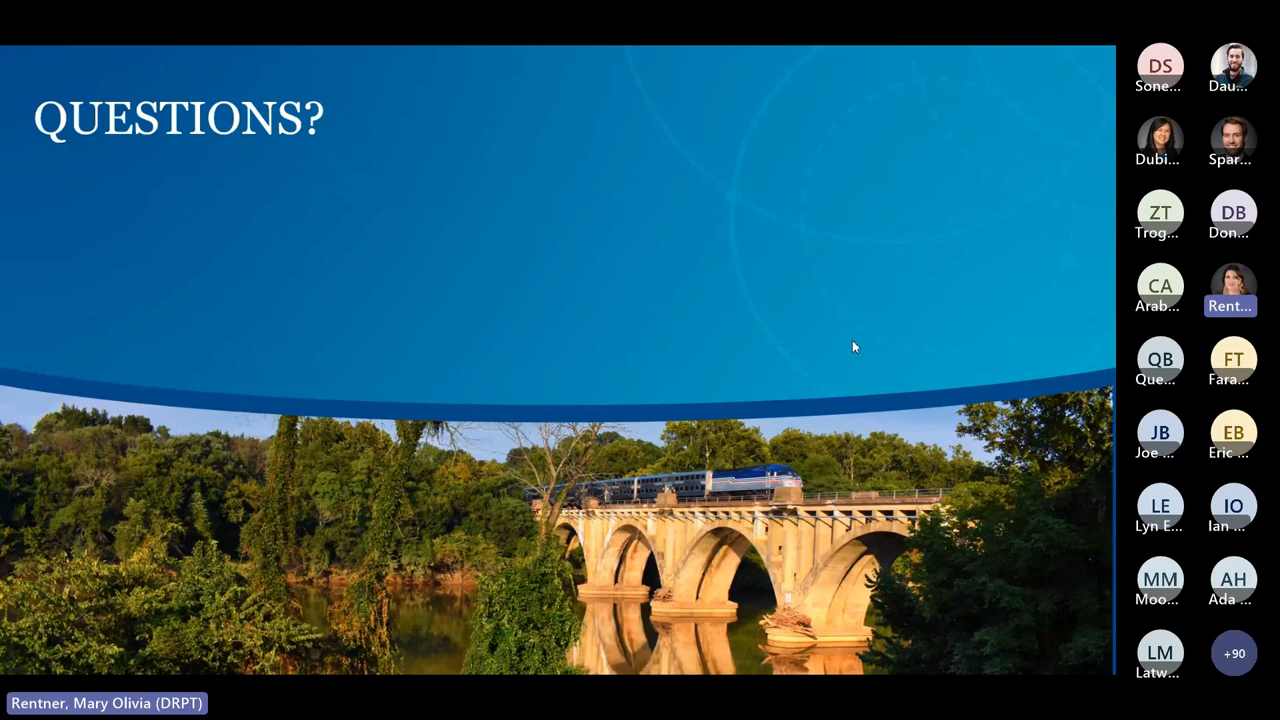 QUESTIONS?
DS
Sone...
Dau...
Dubi...
Spar...
ZT
Trog...
DB
Don...
CA
Arab...
Rent...
QB
Que...
FT
Fara...
JB
Joe ...
EB
Eric ...
LE
Lyn E...
IO
Ian ...
MM
Moo...
AH
Ada ...
LM
Latw...
+90
Rentner, Mary Olivia (DRPT)